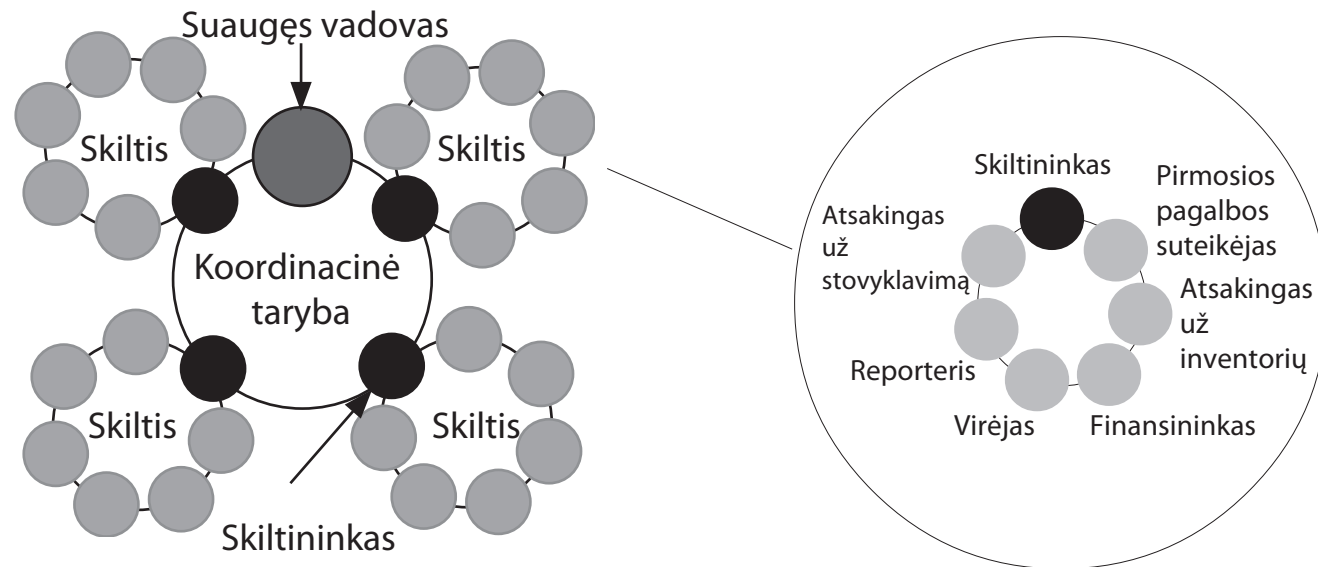 Suaugęs vadovas
Skiltis
Skiltis
Koordinacinė
taryba
Skiltis
Skiltis
Skiltininkas
Skiltininkas
Pirmosios
pagalbos
suteikėjas
Atsakingas
už
stovyklavimą
Atsakingas
už
inventorių
Reporteris
Virėjas
Finansininkas